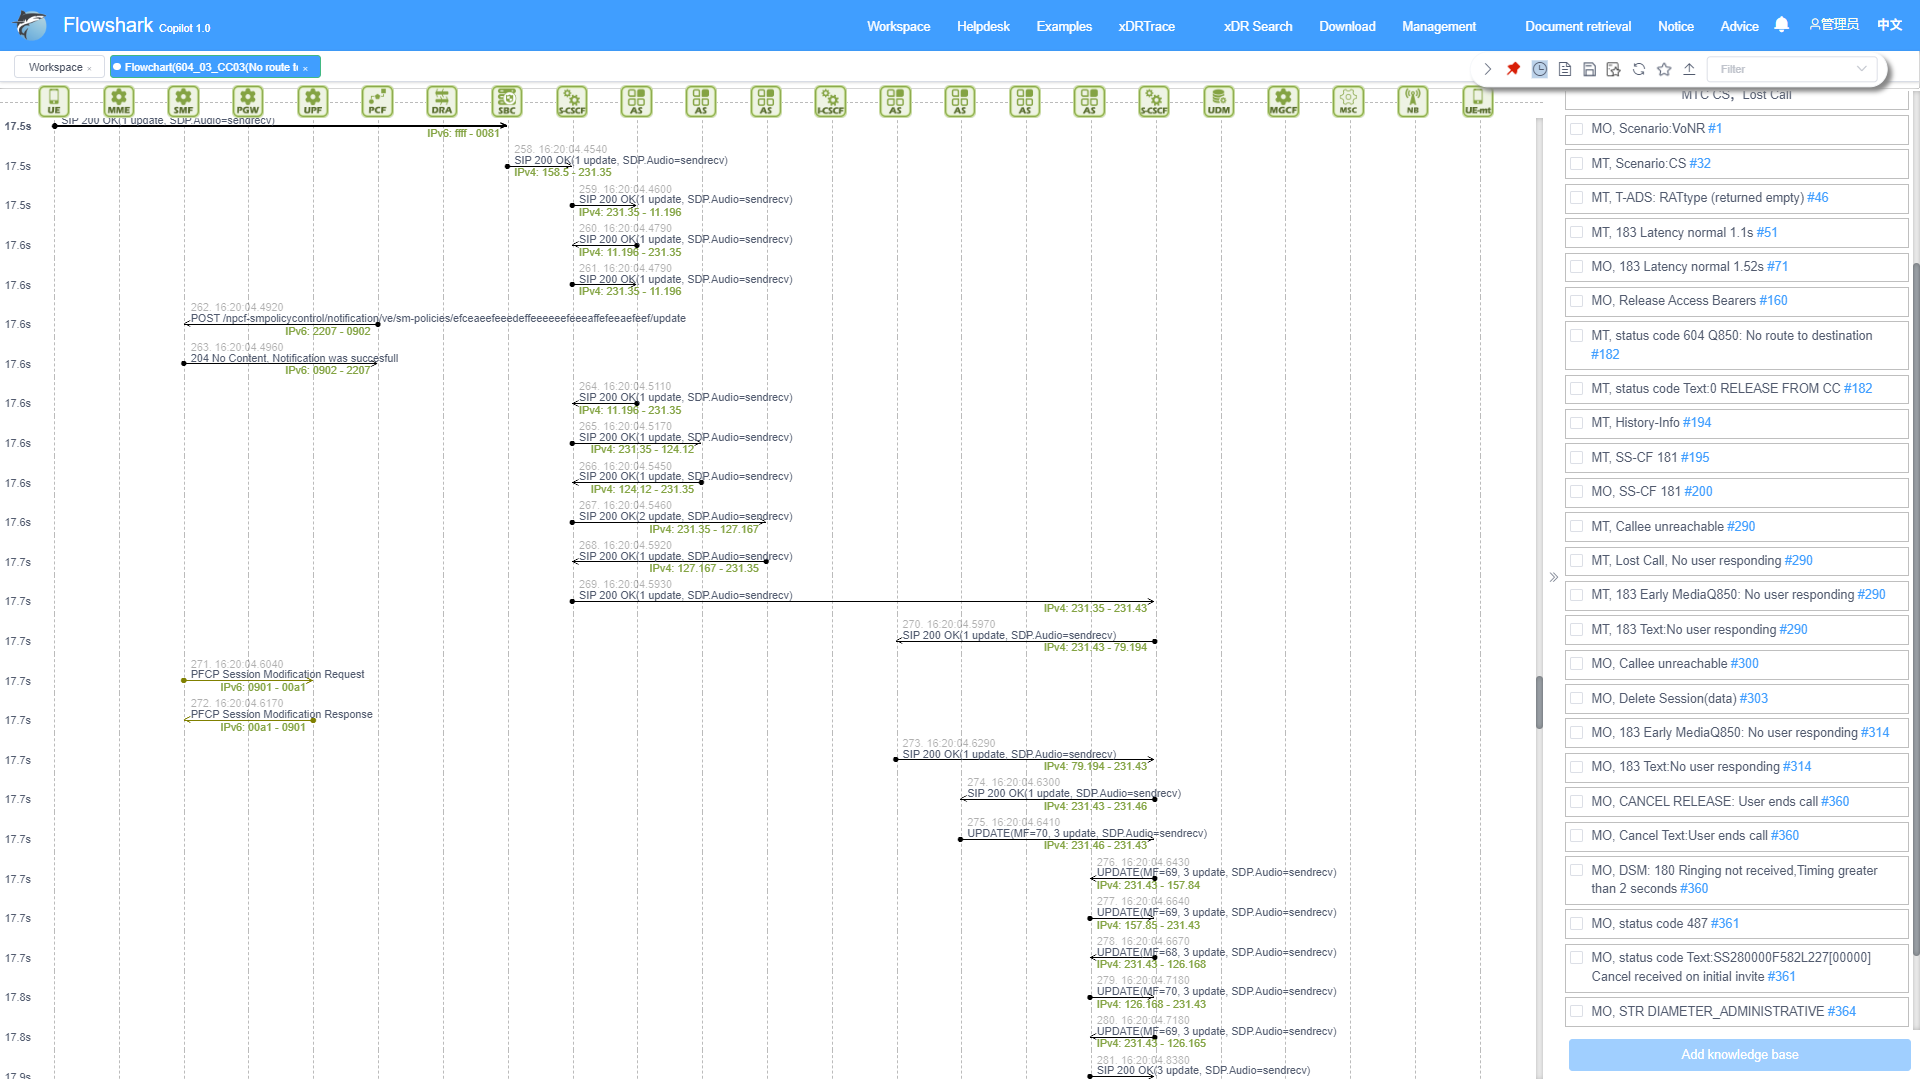 Flowshark Copilot 1.0
Workspace
Helpdesk
Examples
xDRTrace
xDR Search
Download
Management
Document retrieval
Notice
Advice
管理员
中文
Workspace ×
Flowchart(604_03_CC03(No route t ×
Filter
UE
MME
SMF
PGW
UPF
PCF
DRA
SBC
S-CSCF
AS
AS
AS
I-CSCF
AS
AS
AS
AS
S-CSCF
UDM
MGCF
MSC
NB
UE-mt
17.5s
SIP 200 OK(1 update, SDP.Audio=sendrecv)
IPv6: ffff - 0081
258. 16:20:04.4540
17.5s
SIP 200 OK(1 update, SDP.Audio=sendrecv)
IPv4: 158.5 - 231.35
259. 16:20:04.4600
17.5s
SIP 200 OK(1 update, SDP.Audio=sendrecv)
IPv4: 231.35 - 11.196
260. 16:20:04.4790
17.6s
SIP 200 OK(1 update, SDP.Audio=sendrecv)
IPv4: 11.196 - 231.35
261. 16:20:04.4790
17.6s
SIP 200 OK(1 update, SDP.Audio=sendrecv)
IPv4: 231.35 - 11.196
262. 16:20:04.4920
17.6s
POST /npcf-smpolicycontrol/notification/ve/sm-policies/efceaeefeeedeffeeeeeefeeeaffefeeaefeef/update
IPv6: 2207 - 0902
263. 16:20:04.4960
17.6s
204 No Content, Notification was succesfull
IPv6: 0902 - 2207
264. 16:20:04.5110
17.6s
SIP 200 OK(1 update, SDP.Audio=sendrecv)
IPv4: 11.196 - 231.35
265. 16:20:04.5170
17.6s
SIP 200 OK(1 update, SDP.Audio=sendrecv)
IPv4: 231.35 - 124.12
266. 16:20:04.5450
17.6s
SIP 200 OK(1 update, SDP.Audio=sendrecv)
IPv4: 124.12 - 231.35
267. 16:20:04.5460
17.6s
SIP 200 OK(2 update, SDP.Audio=sendrecv)
IPv4: 231.35 - 127.167
268. 16:20:04.5920
17.7s
SIP 200 OK(1 update, SDP.Audio=sendrecv)
IPv4: 127.167 - 231.35
269. 16:20:04.5930
17.7s
SIP 200 OK(1 update, SDP.Audio=sendrecv)
IPv4: 231.35 - 231.43
270. 16:20:04.5970
17.7s
SIP 200 OK(1 update, SDP.Audio=sendrecv)
IPv4: 231.43 - 79.194
271. 16:20:04.6040
17.7s
PFCP Session Modification Request
IPv6: 0901 - 00a1
272. 16:20:04.6170
17.7s
PFCP Session Modification Response
IPv6: 00a1 - 0901
273. 16:20:04.6290
17.7s
SIP 200 OK(1 update, SDP.Audio=sendrecv)
IPv4: 79.194 - 231.43
274. 16:20:04.6300
17.7s
SIP 200 OK(1 update, SDP.Audio=sendrecv)
IPv4: 231.43 - 231.46
275. 16:20:04.6410
17.7s
UPDATE(MF=70, 3 update, SDP.Audio=sendrecv)
IPv4: 231.46 - 231.43
276. 16:20:04.6430
17.7s
UPDATE(MF=69, 3 update, SDP.Audio=sendrecv)
IPv4: 231.43 - 157.84
277. 16:20:04.6640
17.7s
UPDATE(MF=69, 3 update, SDP.Audio=sendrecv)
IPv4: 157.85 - 231.43
278. 16:20:04.6670
17.7s
UPDATE(MF=68, 3 update, SDP.Audio=sendrecv)
IPv4: 231.43 - 126.168
279. 16:20:04.7180
17.8s
UPDATE(MF=70, 3 update, SDP.Audio=sendrecv)
IPv4: 126.168 - 231.43
280. 16:20:04.7180
17.8s
UPDATE(MF=69, 3 update, SDP.Audio=sendrecv)
IPv4: 231.43 - 126.165
281. 16:20:04.8380
17.9s
SIP 200 OK(3 update, SDP.Audio=sendrecv)
MTC CS， Lost Call
MO, Scenario:VoNR #1
MT, Scenario:CS #32
MT, T-ADS: RATtype (returned empty) #46
MT, 183 Latency normal 1.1s #51
MO, 183 Latency normal 1.52s #71
MO, Release Access Bearers #160
MT, status code 604 Q850: No route to destination
#182
MT, status code Text:0 RELEASE FROM CC #182
MT, History-Info #194
MT, SS-CF 181 #195
MO, SS-CF 181 #200
MT, Callee unreachable #290
MT, Lost Call, No user responding #290
MT, 183 Early MediaQ850: No user responding #290
MT, 183 Text:No user responding #290
MO, Callee unreachable #300
MO, Delete Session(data) #303
MO, 183 Early MediaQ850: No user responding #314
MO, 183 Text:No user responding #314
MO, CANCEL RELEASE: User ends call #360
MO, Cancel Text:User ends call #360
MO, DSM: 180 Ringing not received,Timing greater
than 2 seconds #360
MO, status code 487 #361
MO, status code Text:SS280000F582L227[00000]
Cancel received on initial invite #361
MO, STR DIAMETER_ADMINISTRATIVE #364
Add knowledge base